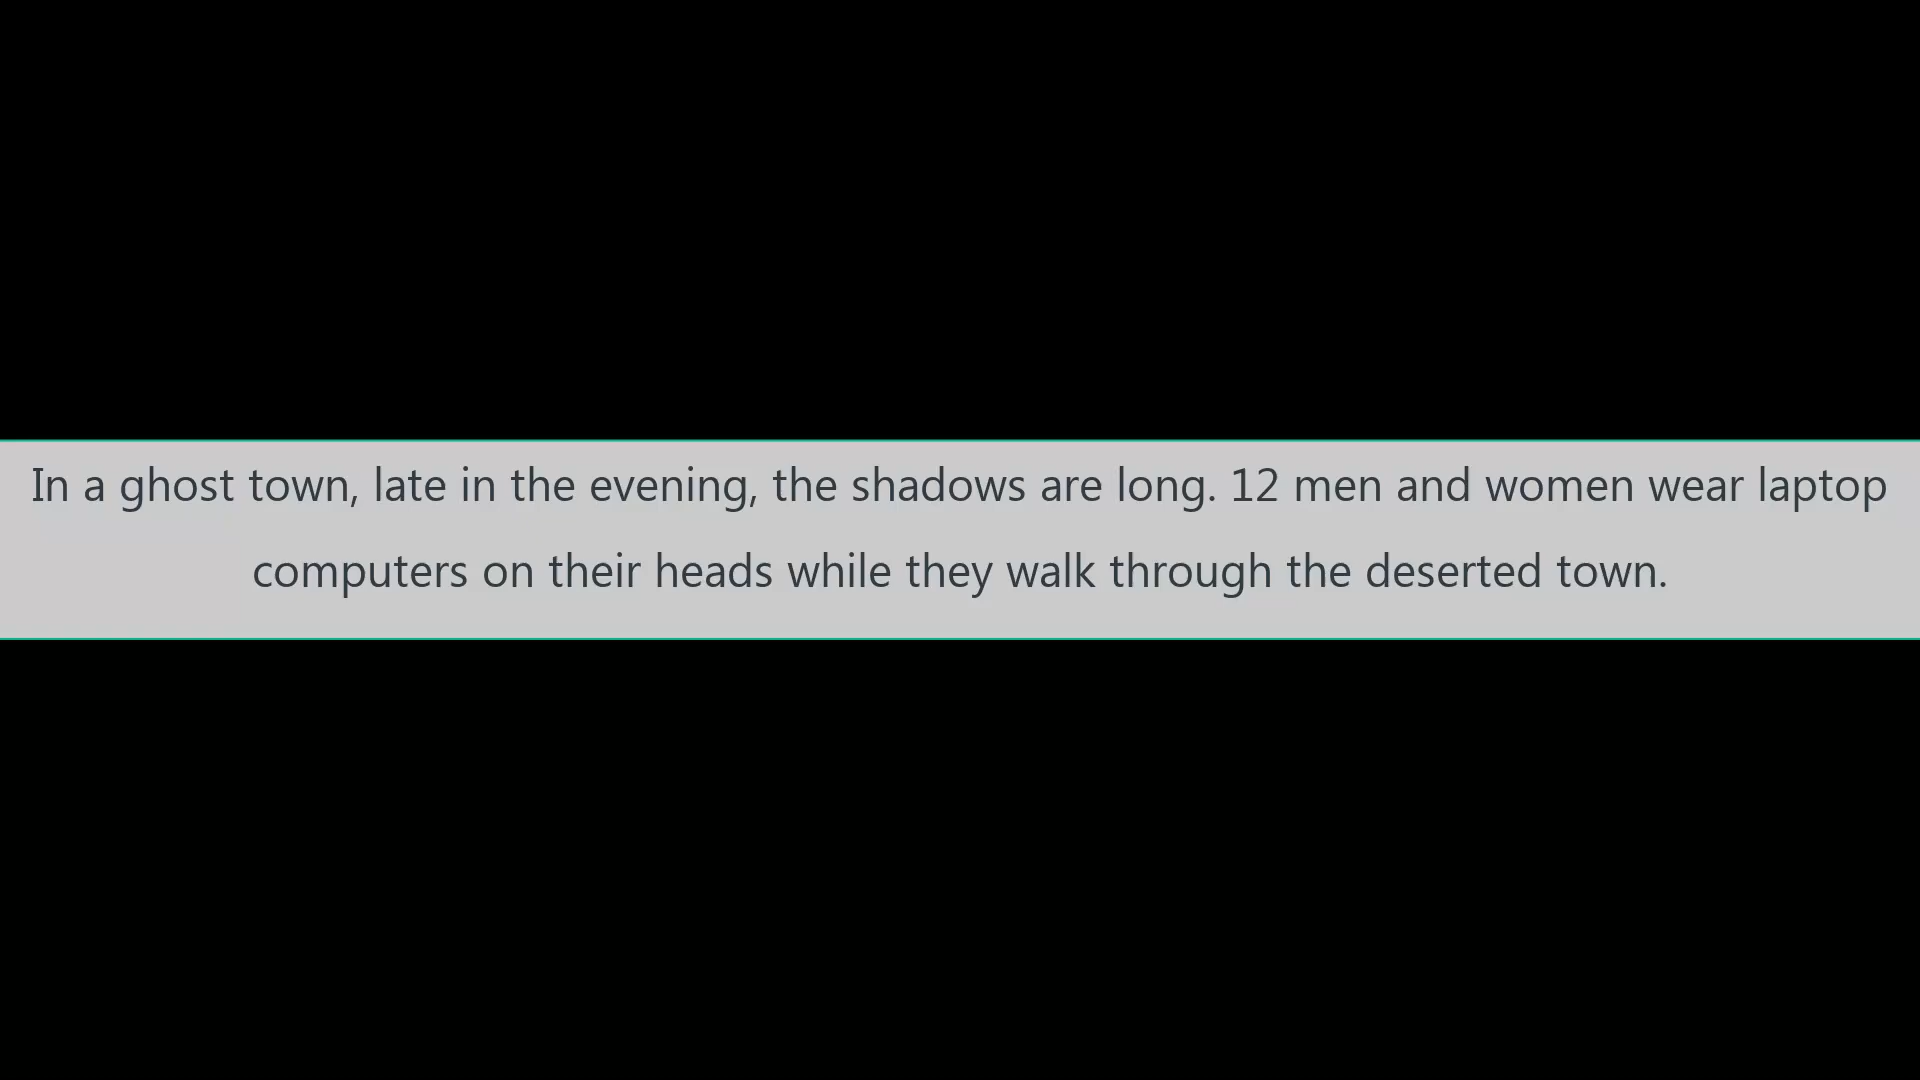 In a ghost town, late in the evening, the shadows are long. 12 men and women wear laptop
computers on their heads while they walk through the deserted town.